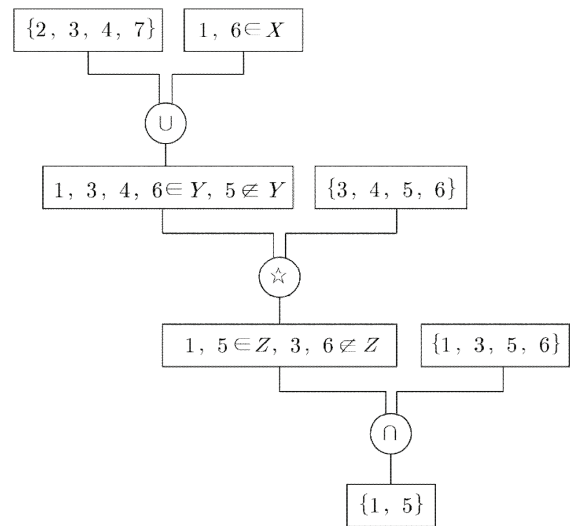 {2, 3, 4, 7}
1, 6∈X
∪
1, 3, 4, 6∈Y, 5∉Y
{3, 4, 5, 6}
☆
1, 5∈Z, 3, 6∉Z
{1, 3, 5, 6}
∩
{1, 5}